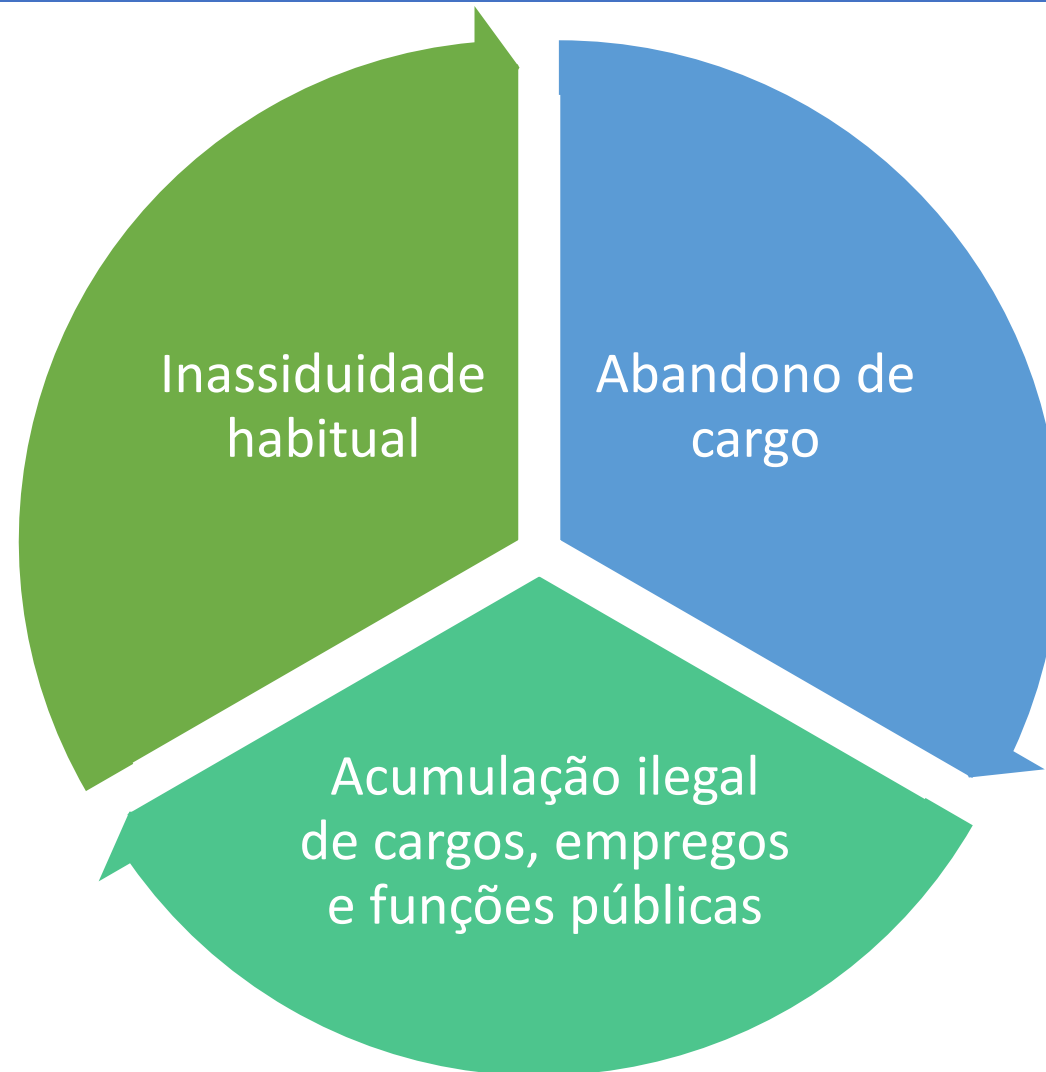 Inassiduidade
habitual
Abandono de
cargo
Acumulação ilegal
de cargos, empregos
e funções públicas